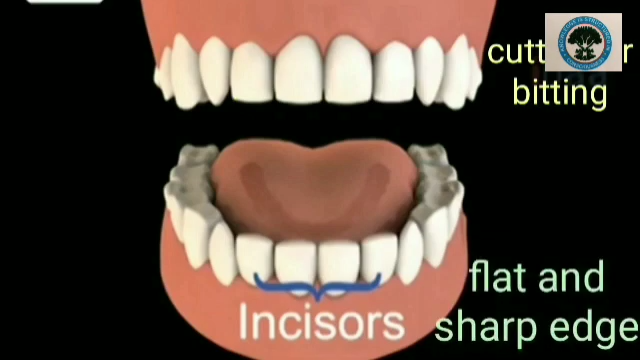 bitting
Incisors
flat and
sharp edge